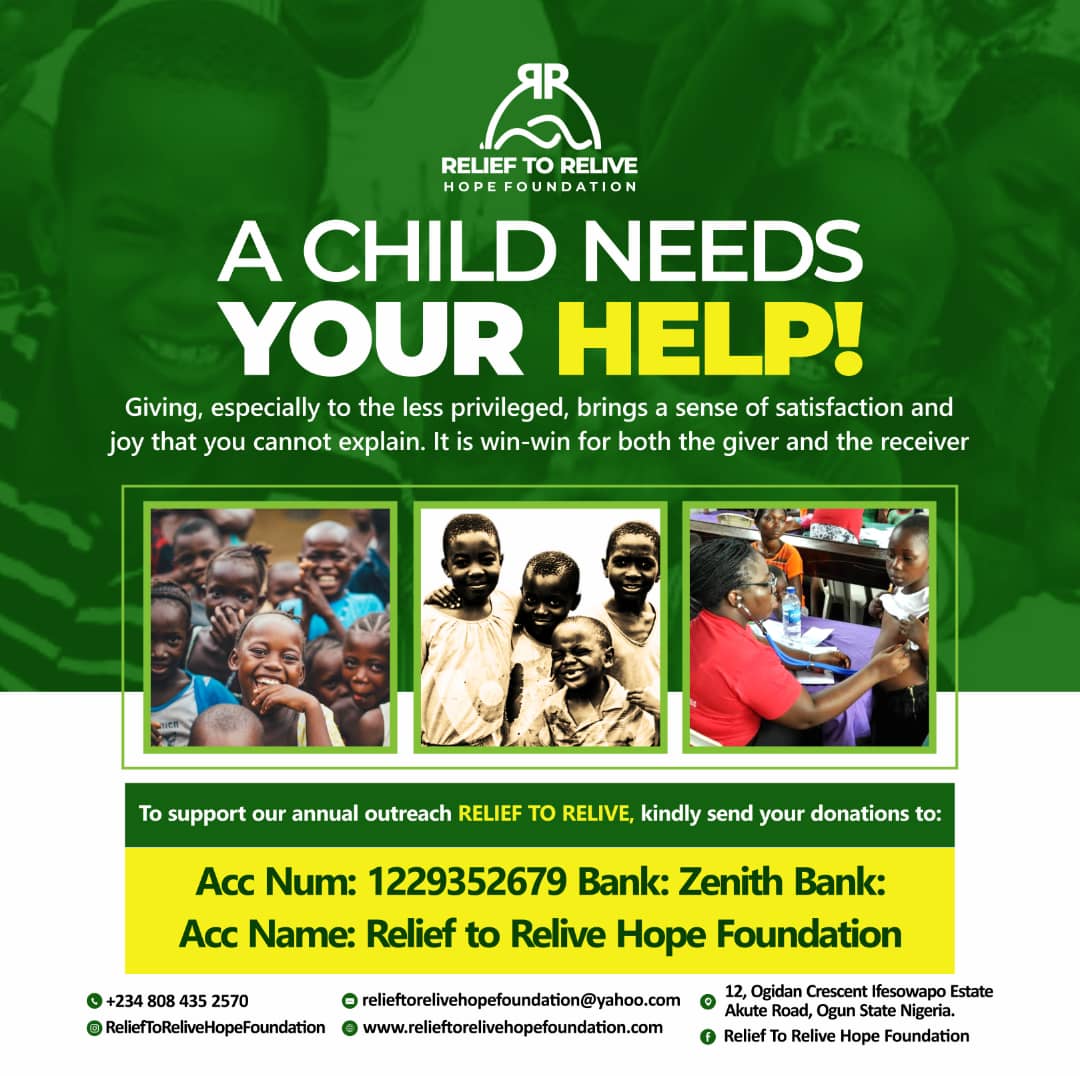 RR
RELIEF TO RELIVE
HOPE FOUNDATION
A CHILD NEEDS
YOUR HELP!
Giving, especially to the less privileged, brings a sense of satisfaction and
joy that you cannot explain. It is win-win for both the giver and the receiver
To support our annual outreach RELIEF TO RELIVE, kindly send your donations to:
Acc Num: 1229352679 Bank: Zenith Bank:
Acc Name: Relief to Relive Hope Foundation
+234 808 435 2570
ReliefToReliveHopeFoundation
relieftorelivehopefoundation@yahoo.com
www.relieftorelivehopefoundation.com
12, Ogidan Crescent Ifesowapo Estate
Akute Road, Ogun State Nigeria.
Relief To Relive Hope Foundation